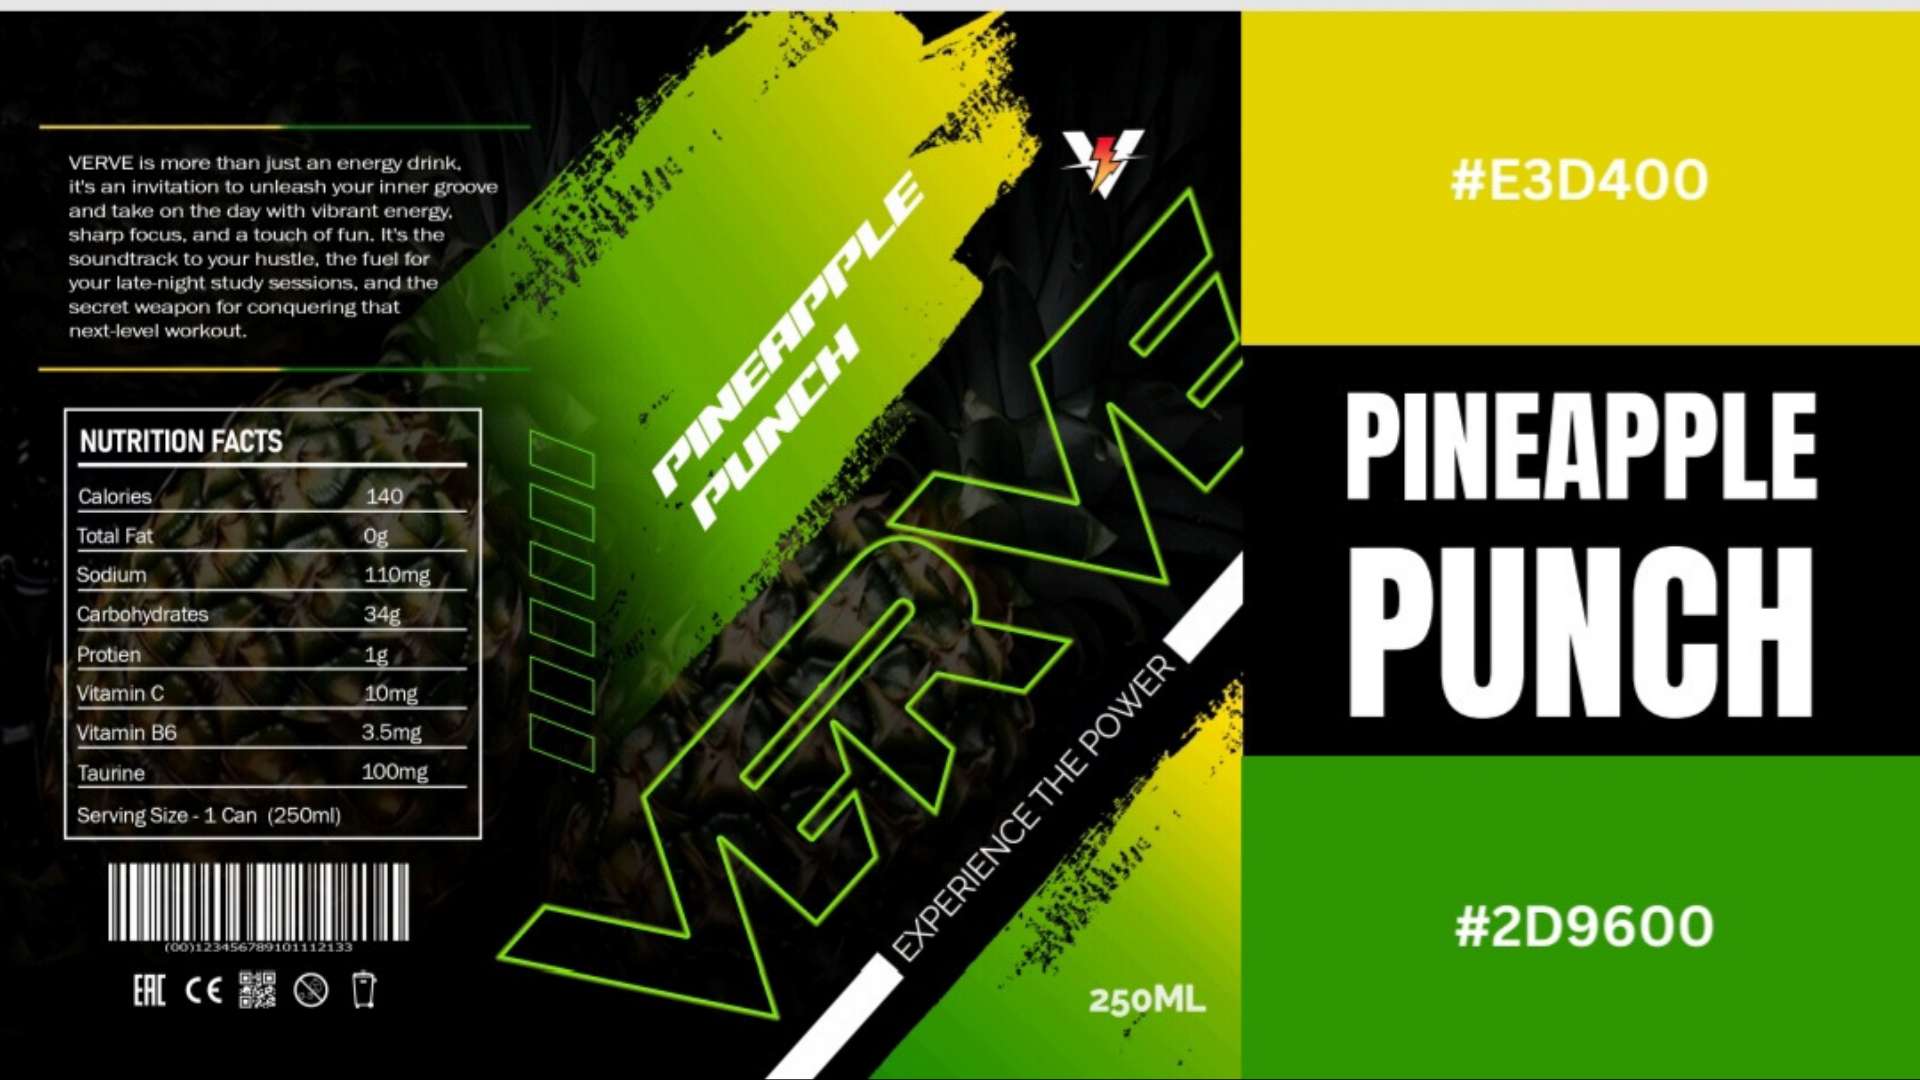 VERVE is more than just an energy drink,
it's an invitation to unleash your inner groove
and take on the day with vibrant energy,
sharp focus, and a touch of fun. It's the
soundtrack to your hustle, the fuel for
your late-night study sessions, and the
secret weapon for conquering that
next-level workout.
NUTRITION FACTS
Calories 140
Total Fat 0g
Sodium 110mg
Carbohydrates 34g
Protien 1g
Vitamin C 10mg
Vitamin B6 3.5mg
Taurine 100mg
Serving Size - 1 Can (250ml)
(00)123456789101112133
EAC CE
PINEAPPLE
PUNCH
V
VERVE
EXPERIENCE THE POWER
250ML
#E3D400
PINEAPPLE
PUNCH
#2D9600